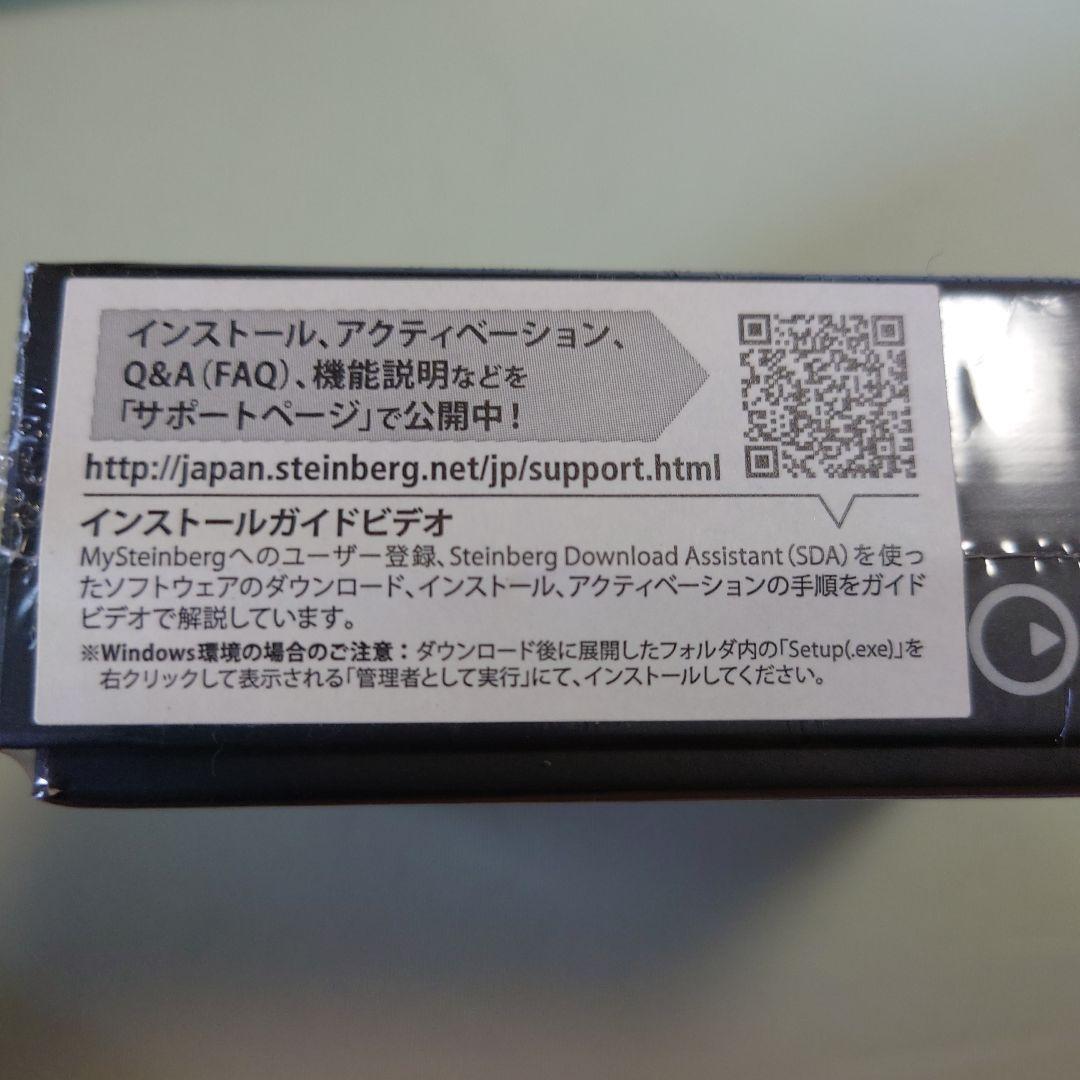 インストール、アクティベーション、
Q&A（FAQ）、機能説明などを
「サポートページ」で公開中！
http://japan.steinberg.net/jp/support.html
インストールガイドビデオ
MySteinbergへのユーザー登録、Steinberg Download Assistant（SDA）を使っ
たソフトウェアのダウンロード、インストール、アクティベーションの手順をガイド
ビデオで解説しています。
※Windows環境の場合のご注意：ダウンロード後に展開したフォルダ内の「Setup(.exe)」を
右クリックして表示される「管理者として実行」にて、インストールしてください。